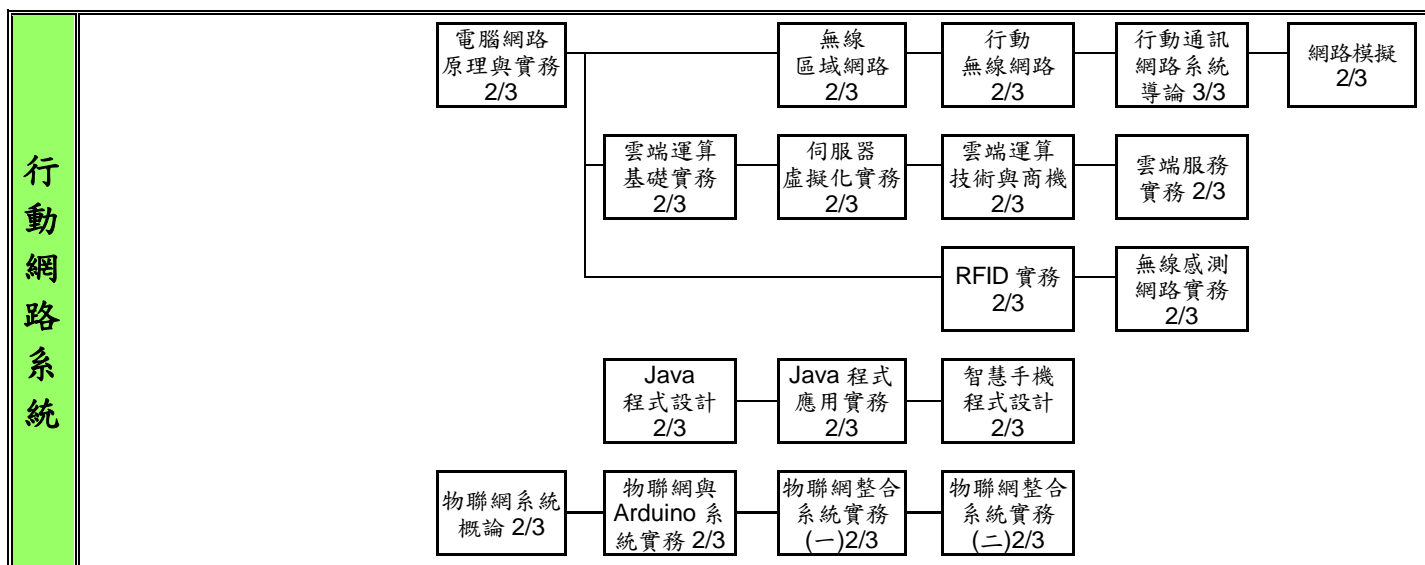 行動網路系統
電腦網路
原理與實務
2/3
無線
區域網路
2/3
行動
無線網路
2/3
行動通訊
網路系統
導論 3/3
網路模擬
2/3
雲端運算
基礎實務
2/3
伺服器
虛擬化實務
2/3
雲端運算
技術與商機
2/3
雲端服務
實務 2/3
RFID 實務
2/3
無線感測
網路實務
2/3
Java
程式設計
2/3
Java 程式
應用實務
2/3
智慧手機
程式設計
2/3
物聯網系統
概論 2/3
物聯網與
Arduino 系
統實務 2/3
物聯網整合
系統實務
(一)2/3
物聯網整合
系統實務
(二)2/3